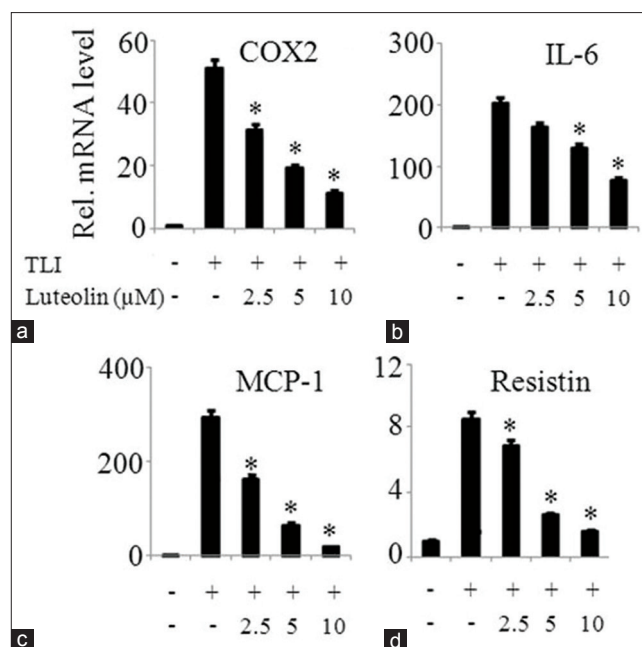 COX2
Rel. mRNA level
60
40
20
0
*
*
*
TLI - + + + +
Luteolin (µM) - - 2.5 5 10
a
IL-6
300
200
100
0
*
*
- + + + +
- - 2.5 5 10
b
MCP-1
400
200
0
*
*
*
- + + + +
- - 2.5 5 10
c
Resistin
12
8
4
0
*
*
*
- + + + +
- - 2.5 5 10
d